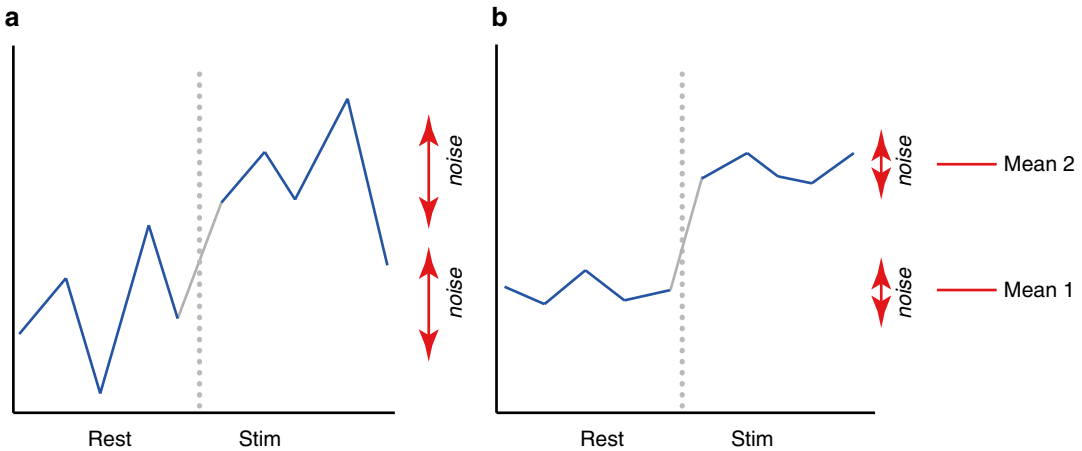 a
b
noise
noise
Rest
Stim
noise
noise
Mean 2
Mean 1
Rest
Stim